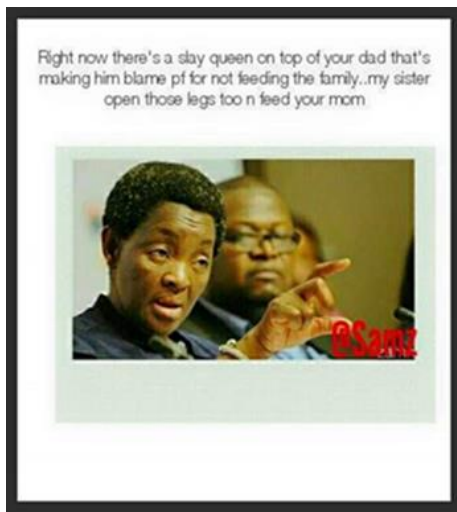 Right now there's a slay queen on top of your dad that's
making him blame pf for not feeding the family..my sister
open those legs too n feed your mom
@Samz